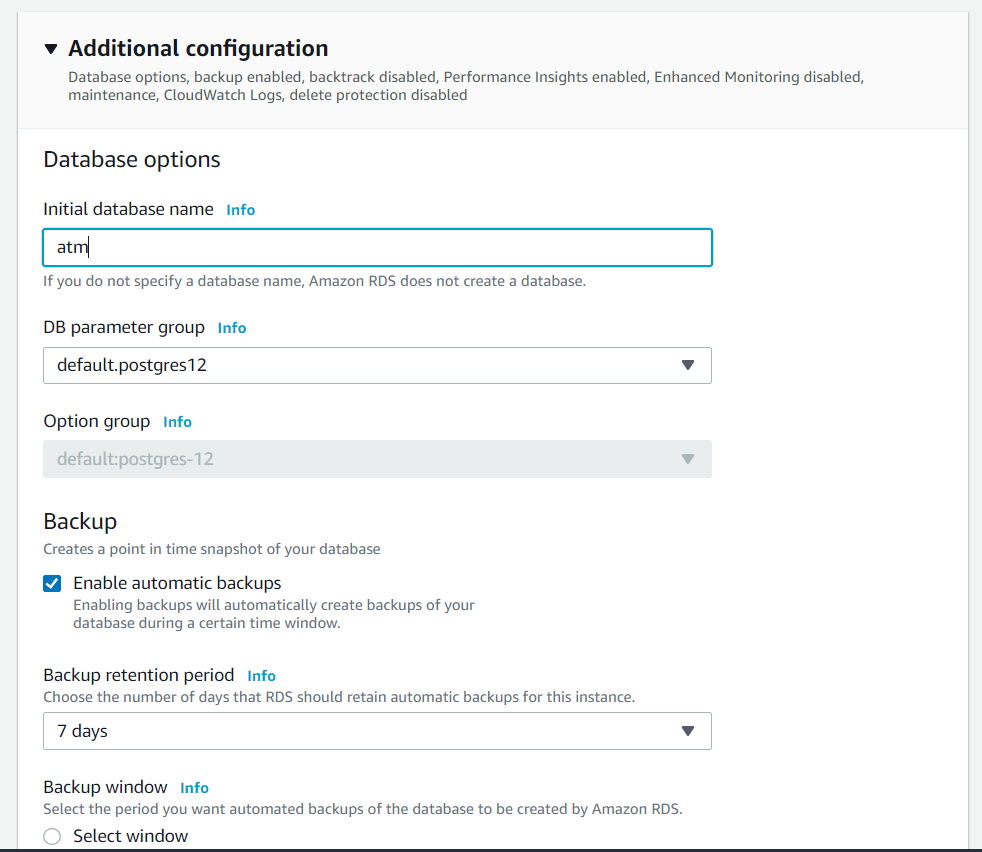 Additional configuration
Database options, backup enabled, backtrack disabled, Performance Insights enabled, Enhanced Monitoring disabled,
maintenance, CloudWatch Logs, delete protection disabled
Database options
Initial database name Info
atm
If you do not specify a database name, Amazon RDS does not create a database.
DB parameter group Info
default.postgres12
Option group Info
default:postgres-12
Backup
Creates a point in time snapshot of your database
Enable automatic backups
Enabling backups will automatically create backups of your
database during a certain time window.
Backup retention period Info
Choose the number of days that RDS should retain automatic backups for this instance.
7 days
Backup window Info
Select the period you want automated backups of the database to be created by Amazon RDS.
Select window